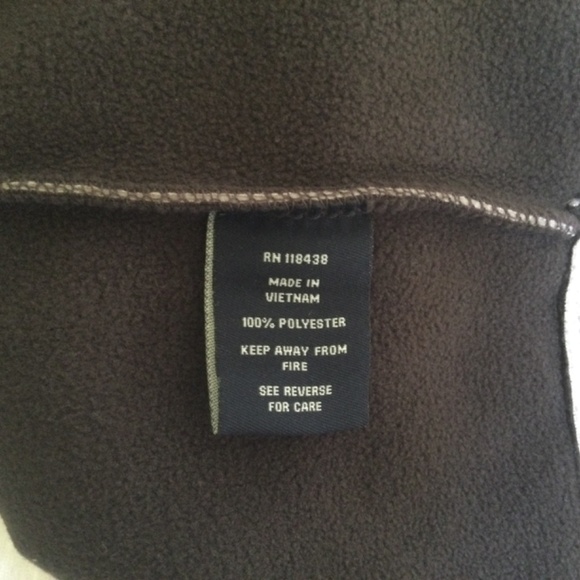 RN 118438
MADE IN
VIETNAM
100% POLYESTER
KEEP AWAY FROM
FIRE
SEE REVERSE
FOR CARE